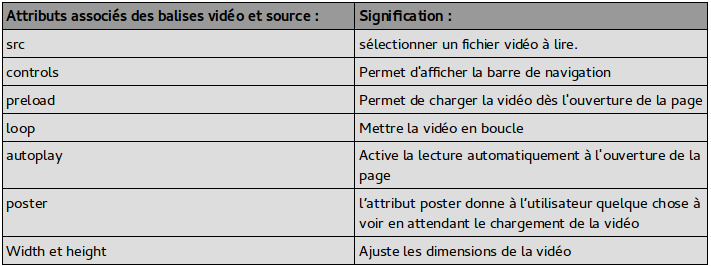 Attributs associés des balises vidéo et source : Signification :
src sélectionner un fichier vidéo à lire.
controls Permet d'afficher la barre de navigation
preload Permet de charger la vidéo dès l'ouverture de la page
loop Mettre la vidéo en boucle
autoplay Active la lecture automatiquement à l'ouverture de la
page
poster l’attribut poster donne à l’utilisateur quelque chose à
voir en attendant le chargement de la vidéo
Width et height Ajuste les dimensions de la vidéo